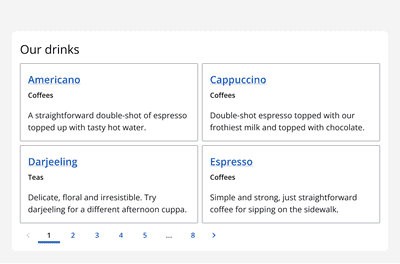 Our drinks
Americano
Coffees
A straightforward double-shot of espresso
topped up with tasty hot water.
Cappuccino
Coffees
Double-shot espresso topped with our
frothiest milk and topped with chocolate.
Darjeeling
Teas
Delicate, floral and irresistible. Try
darjeeling for a different afternoon cuppa.
Espresso
Coffees
Simple and strong, just straightforward
coffee for sipping on the sidewalk.
< 1 2 3 4 5 ... 8 >